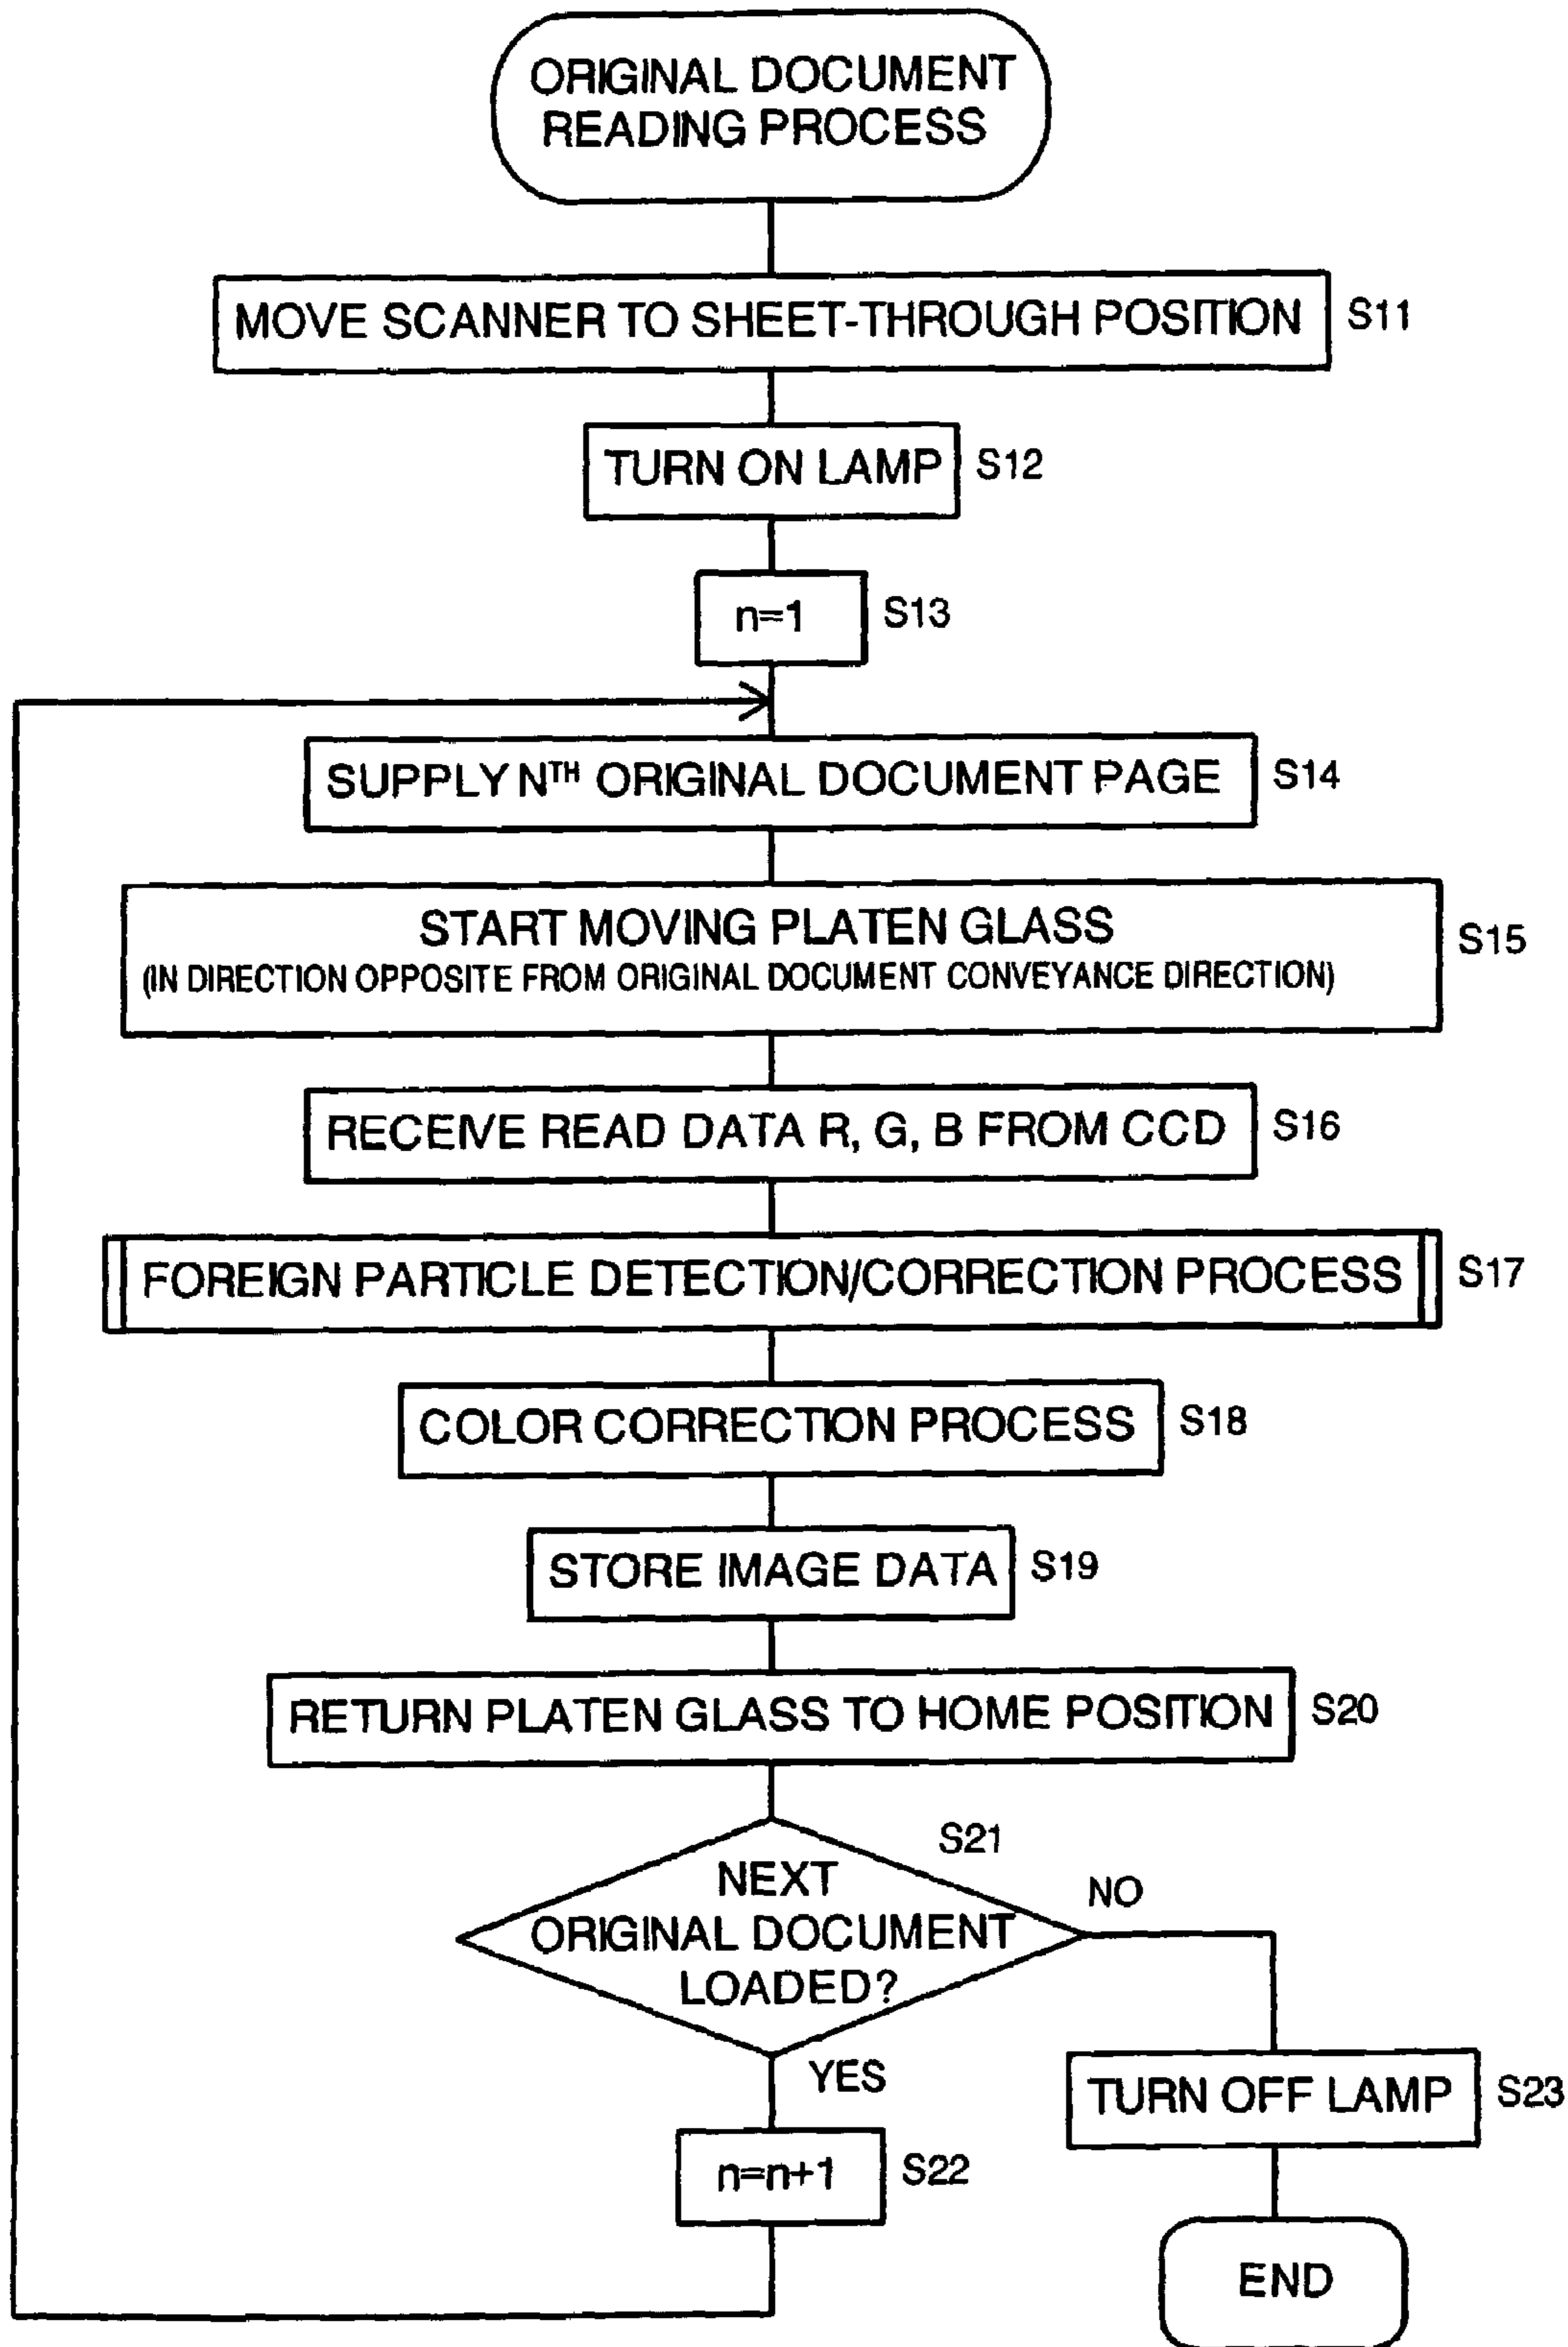 ORIGINAL DOCUMENT
READING PROCESS
MOVE SCANNER TO SHEET-THROUGH POSITION S11
TURN ON LAMP S12
n=1 S13
SUPPLY NTH ORIGINAL DOCUMENT PAGE S14
START MOVING PLATEN GLASS
(IN DIRECTION OPPOSITE FROM ORIGINAL DOCUMENT CONVEYANCE DIRECTION)
S15
RECEIVE READ DATA R, G, B FROM CCD S16
FOREIGN PARTICLE DETECTION/CORRECTION PROCESS S17
COLOR CORRECTION PROCESS S18
STORE IMAGE DATA S19
RETURN PLATEN GLASS TO HOME POSITION S20
S21
NEXT
ORIGINAL DOCUMENT
LOADED?
NO
YES
n=n+1 S22
TURN OFF LAMP S23
END